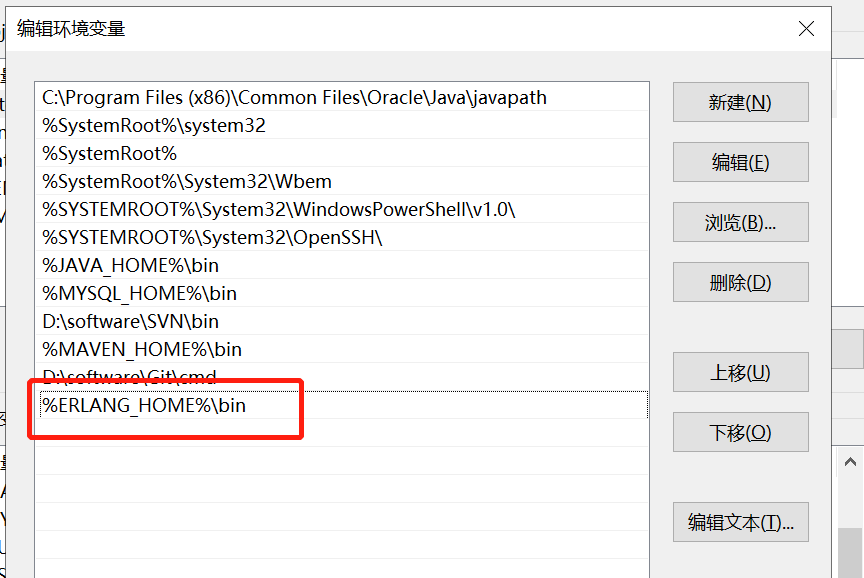 编辑环境变量
C:\Program Files (x86)\Common Files\Oracle\Java\javapath
%SystemRoot%\system32
%SystemRoot%
%SystemRoot%\System32\Wbem
%SYSTEMROOT%\System32\WindowsPowerShell\v1.0\
%SYSTEMROOT%\System32\OpenSSH\
%JAVA_HOME%\bin
%MYSQL_HOME%\bin
D:\software\SVN\bin
%MAVEN_HOME%\bin
D:\software\Git\cmd
%ERLANG_HOME%\bin
新建(N)
编辑(E)
浏览(B)...
删除(D)
上移(U)
下移(O)
编辑文本(T)...